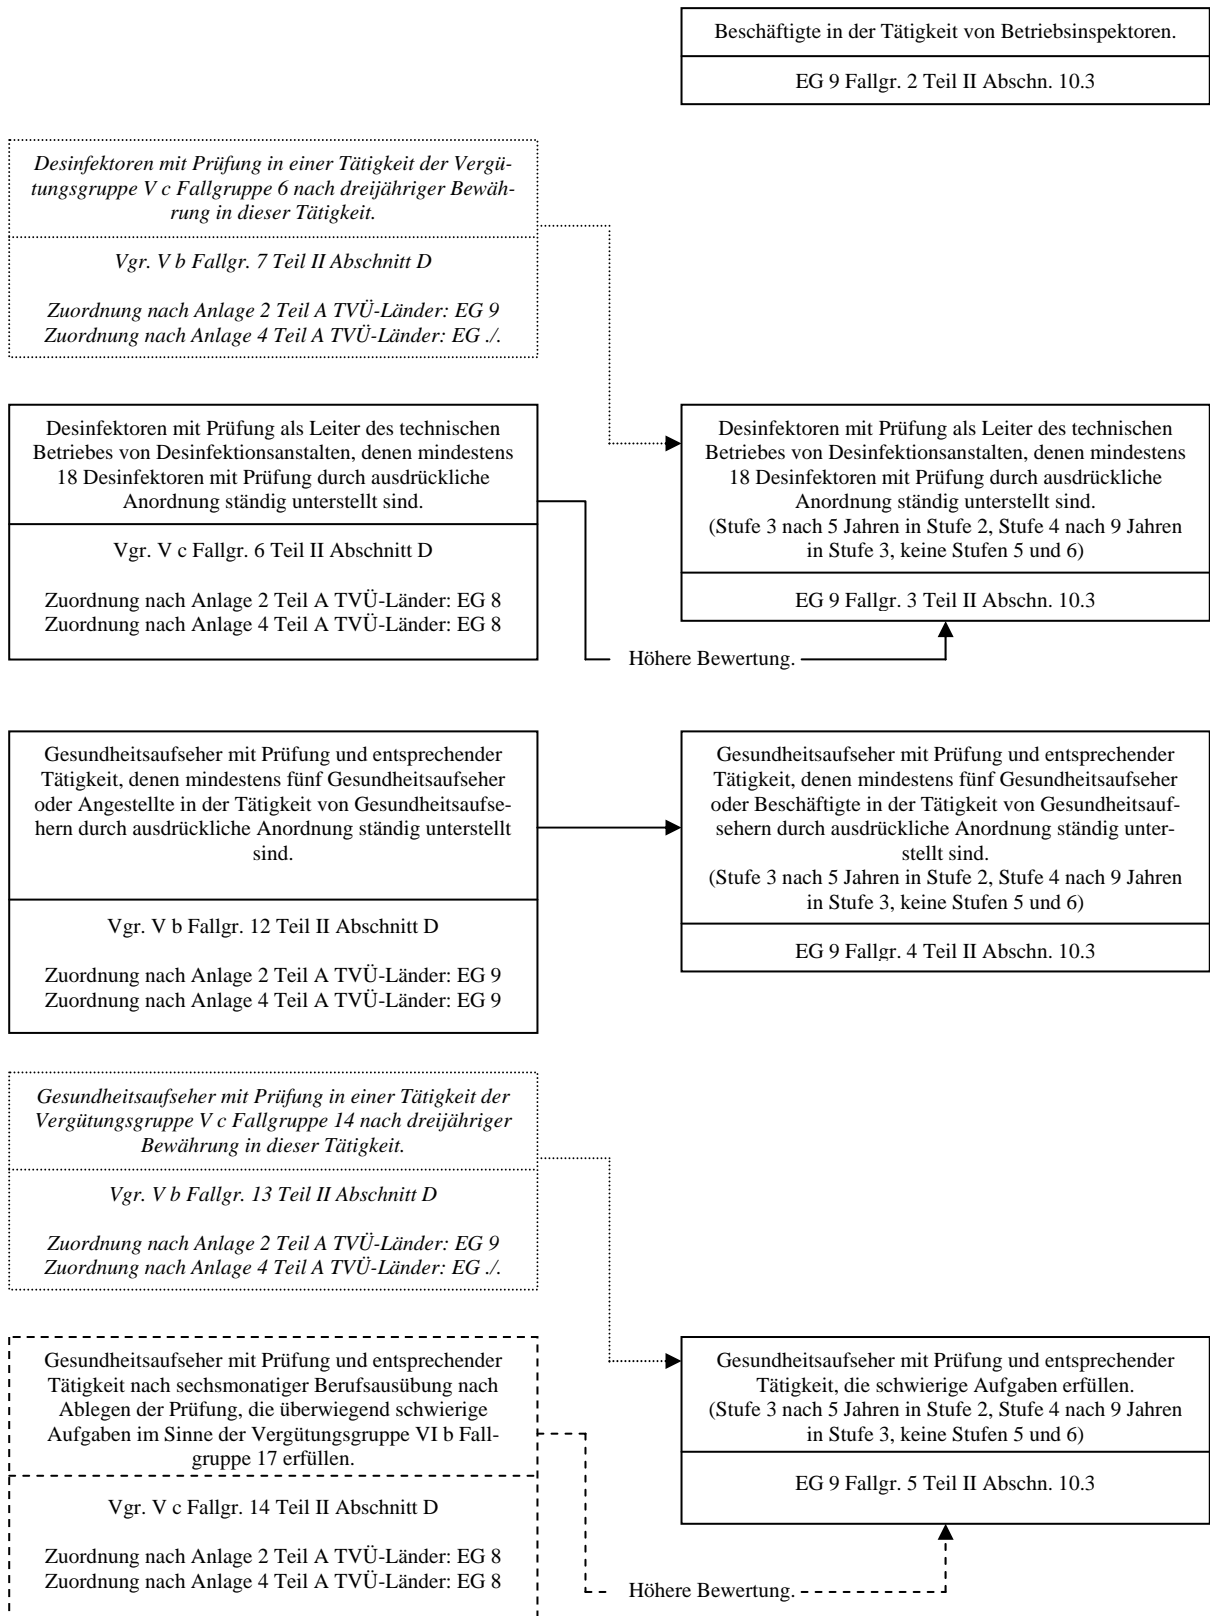 Beschäftigte in der Tätigkeit von Betriebsinspektoren.
EG 9 Fallgr. 2 Teil II Abschn. 10.3
Desinfektoren mit Prüfung in einer Tätigkeit der Vergü-
tungsgruppe V c Fallgruppe 6 nach dreijähriger Bewäh-
rung in dieser Tätigkeit.
Vgr. V b Fallgr. 7 Teil II Abschnitt D
Zuordnung nach Anlage 2 Teil A TVÜ-Länder: EG 9
Zuordnung nach Anlage 4 Teil A TVÜ-Länder: EG ./.
Desinfektoren mit Prüfung als Leiter des technischen
Betriebes von Desinfektionsanstalten, denen mindestens
18 Desinfektoren mit Prüfung durch ausdrückliche
Anordnung ständig unterstellt sind.
Vgr. V c Fallgr. 6 Teil II Abschnitt D
Zuordnung nach Anlage 2 Teil A TVÜ-Länder: EG 8
Zuordnung nach Anlage 4 Teil A TVÜ-Länder: EG 8
Desinfektoren mit Prüfung als Leiter des technischen
Betriebes von Desinfektionsanstalten, denen mindestens
18 Desinfektoren mit Prüfung durch ausdrückliche
Anordnung ständig unterstellt sind.
(Stufe 3 nach 5 Jahren in Stufe 2, Stufe 4 nach 9 Jahren
in Stufe 3, keine Stufen 5 und 6)
EG 9 Fallgr. 3 Teil II Abschn. 10.3
Höhere Bewertung.
Gesundheitsaufseher mit Prüfung und entsprechender
Tätigkeit, denen mindestens fünf Gesundheitsaufseher
oder Angestellte in der Tätigkeit von Gesundheitsaufse-
hern durch ausdrückliche Anordnung ständig unterstellt
sind.
Vgr. V b Fallgr. 12 Teil II Abschnitt D
Zuordnung nach Anlage 2 Teil A TVÜ-Länder: EG 9
Zuordnung nach Anlage 4 Teil A TVÜ-Länder: EG 9
Gesundheitsaufseher mit Prüfung und entsprechender
Tätigkeit, denen mindestens fünf Gesundheitsaufseher
oder Beschäftigte in der Tätigkeit von Gesundheitsauf-
sehern durch ausdrückliche Anordnung ständig unter-
stellt sind.
(Stufe 3 nach 5 Jahren in Stufe 2, Stufe 4 nach 9 Jahren
in Stufe 3, keine Stufen 5 und 6)
EG 9 Fallgr. 4 Teil II Abschn. 10.3
Gesundheitsaufseher mit Prüfung in einer Tätigkeit der
Vergütungsgruppe V c Fallgruppe 14 nach dreijähriger
Bewährung in dieser Tätigkeit.
Vgr. V b Fallgr. 13 Teil II Abschnitt D
Zuordnung nach Anlage 2 Teil A TVÜ-Länder: EG 9
Zuordnung nach Anlage 4 Teil A TVÜ-Länder: EG ./.
Gesundheitsaufseher mit Prüfung und entsprechender
Tätigkeit nach sechsmonatiger Berufsausübung nach
Ablegen der Prüfung, die überwiegend schwierige
Aufgaben im Sinne der Vergütungsgruppe VI b Fall-
gruppe 17 erfüllen.
Vgr. V c Fallgr. 14 Teil II Abschnitt D
Zuordnung nach Anlage 2 Teil A TVÜ-Länder: EG 8
Zuordnung nach Anlage 4 Teil A TVÜ-Länder: EG 8
Gesundheitsaufseher mit Prüfung und entsprechender
Tätigkeit, die schwierige Aufgaben erfüllen.
(Stufe 3 nach 5 Jahren in Stufe 2, Stufe 4 nach 9 Jahren
in Stufe 3, keine Stufen 5 und 6)
EG 9 Fallgr. 5 Teil II Abschn. 10.3
Höhere Bewertung.